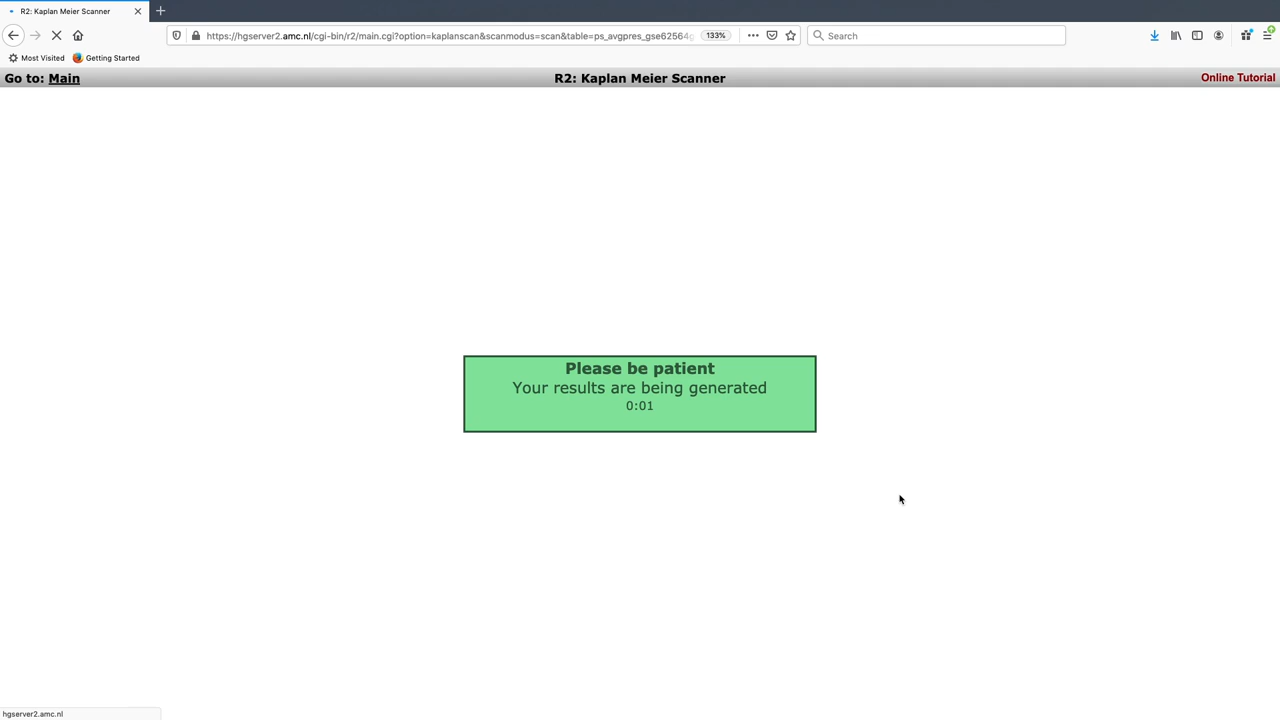 R2: Kaplan Meier Scanner
https://hgserver2.amc.nl/cgi-bin/r2/main.cgi?option=kaplanscan&scanmodus=scan&table=ps_avgpres_gse62564g
133%
Search
Most Visited
Getting Started
Go to: Main
R2: Kaplan Meier Scanner
Online Tutorial
Please be patient
Your results are being generated
0:01
hgserver2.amc.nl